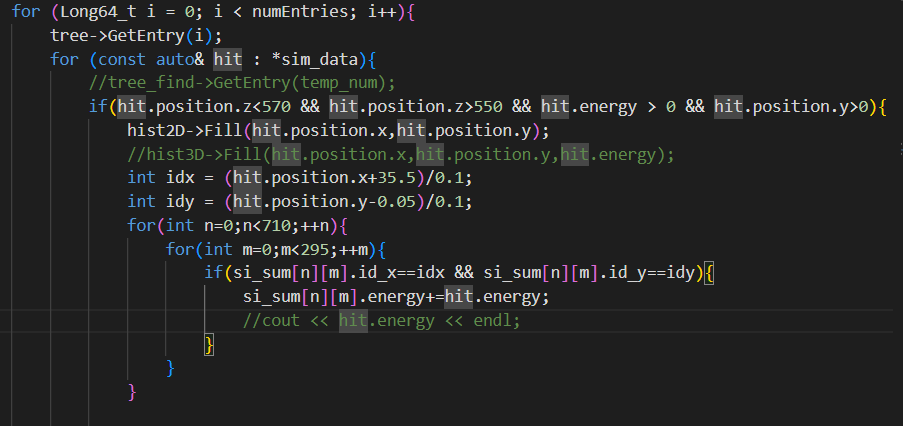 for (Long64_t i = 0; i < numEntries; i++){
    tree->GetEntry(i);
    for (const auto& hit : *sim_data){
        //tree_find->GetEntry(temp_num);
        if(hit.position.z<570 && hit.position.z>550 && hit.energy > 0 && hit.position.y>0){
            hist2D->Fill(hit.position.x,hit.position.y);
            //hist3D->Fill(hit.position.x,hit.position.y,hit.energy);
            int idx = (hit.position.x+35.5)/0.1;
            int idy = (hit.position.y-0.05)/0.1;
            for(int n=0;n<710;++n){
                for(int m=0;m<295;++m){
                    if(si_sum[n][m].id_x==idx && si_sum[n][m].id_y==idy){
                        si_sum[n][m].energy+=hit.energy;
                        //cout << hit.energy << endl;
                    }
                }
            }